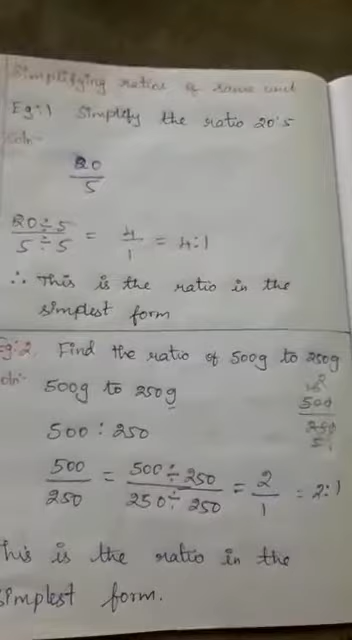 Simplifying ratios of same unit
Eg:1 Simplify the ratio 20:5
Soln:-
20
5
20÷5
5÷5
=
4
1
= 4:1
∴ This is the ratio in the
simplest form
Eg:2. Find the ratio of 500g to 250g
oln:- 500g to 250g
500 : 250
500
250
=
500÷250
250÷250
=
2
1
= 2:1
500
250
This is the ratio in the
simplest form.